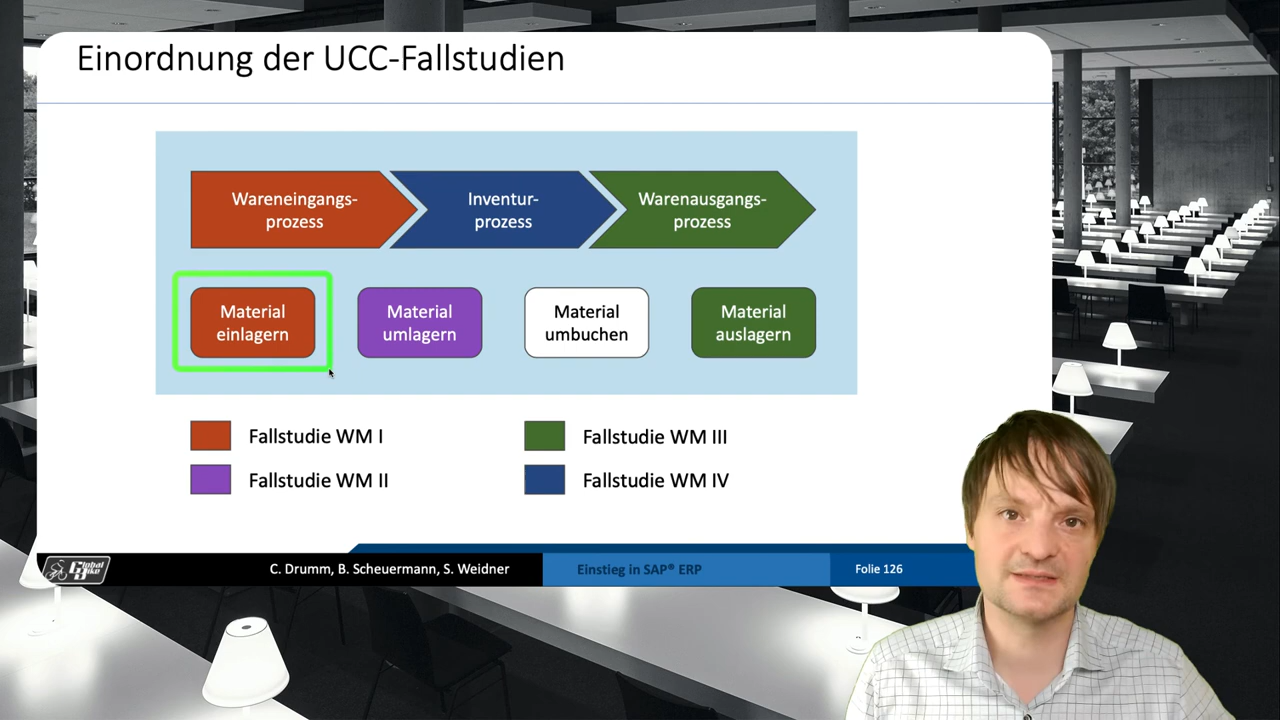 Einordnung der UCC-Fallstudien
Wareneingangs-
prozess
Inventur-
prozess
Warenausgangs-
prozess
Material
einlagern
Material
umlagern
Material
umbuchen
Material
auslagern
Fallstudie WM I
Fallstudie WM III
Fallstudie WM II
Fallstudie WM IV
Global
Bike
C. Drumm, B. Scheuermann, S. Weidner
Einstieg in SAP® ERP
Folie 126